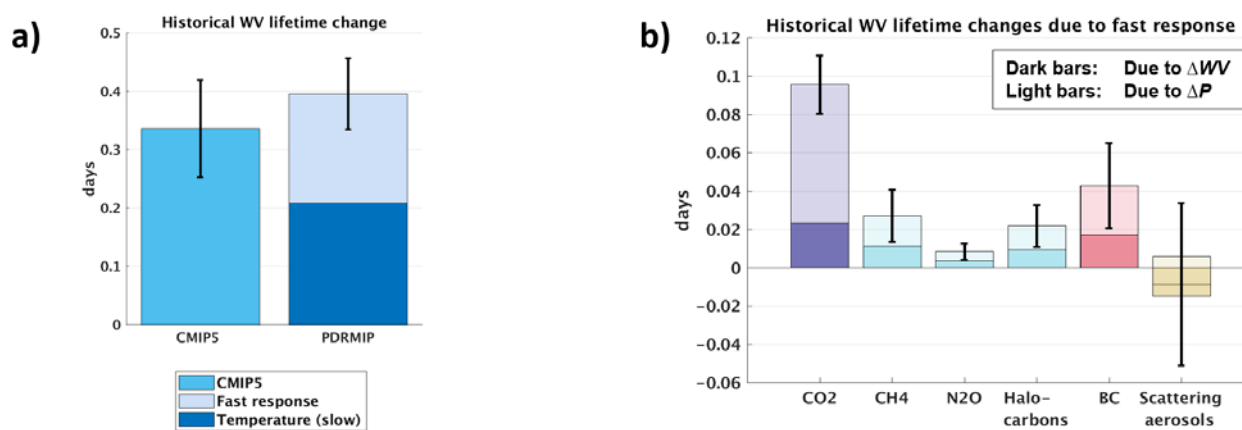 a)
Historical WV lifetime change
0.5
0.4
0.3
0.2
0.1
0
days
CMIP5
PDRMIP
CMIP5
Fast response
Temperature (slow)
b)
Historical WV lifetime changes due to fast response
0.12
0.1
0.08
0.06
0.04
0.02
0
−0.02
−0.04
−0.06
days
Dark bars: Due to ΔWV
Light bars: Due to ΔP
CO2
CH4
N2O
Halo-
carbons
BC
Scattering
aerosols